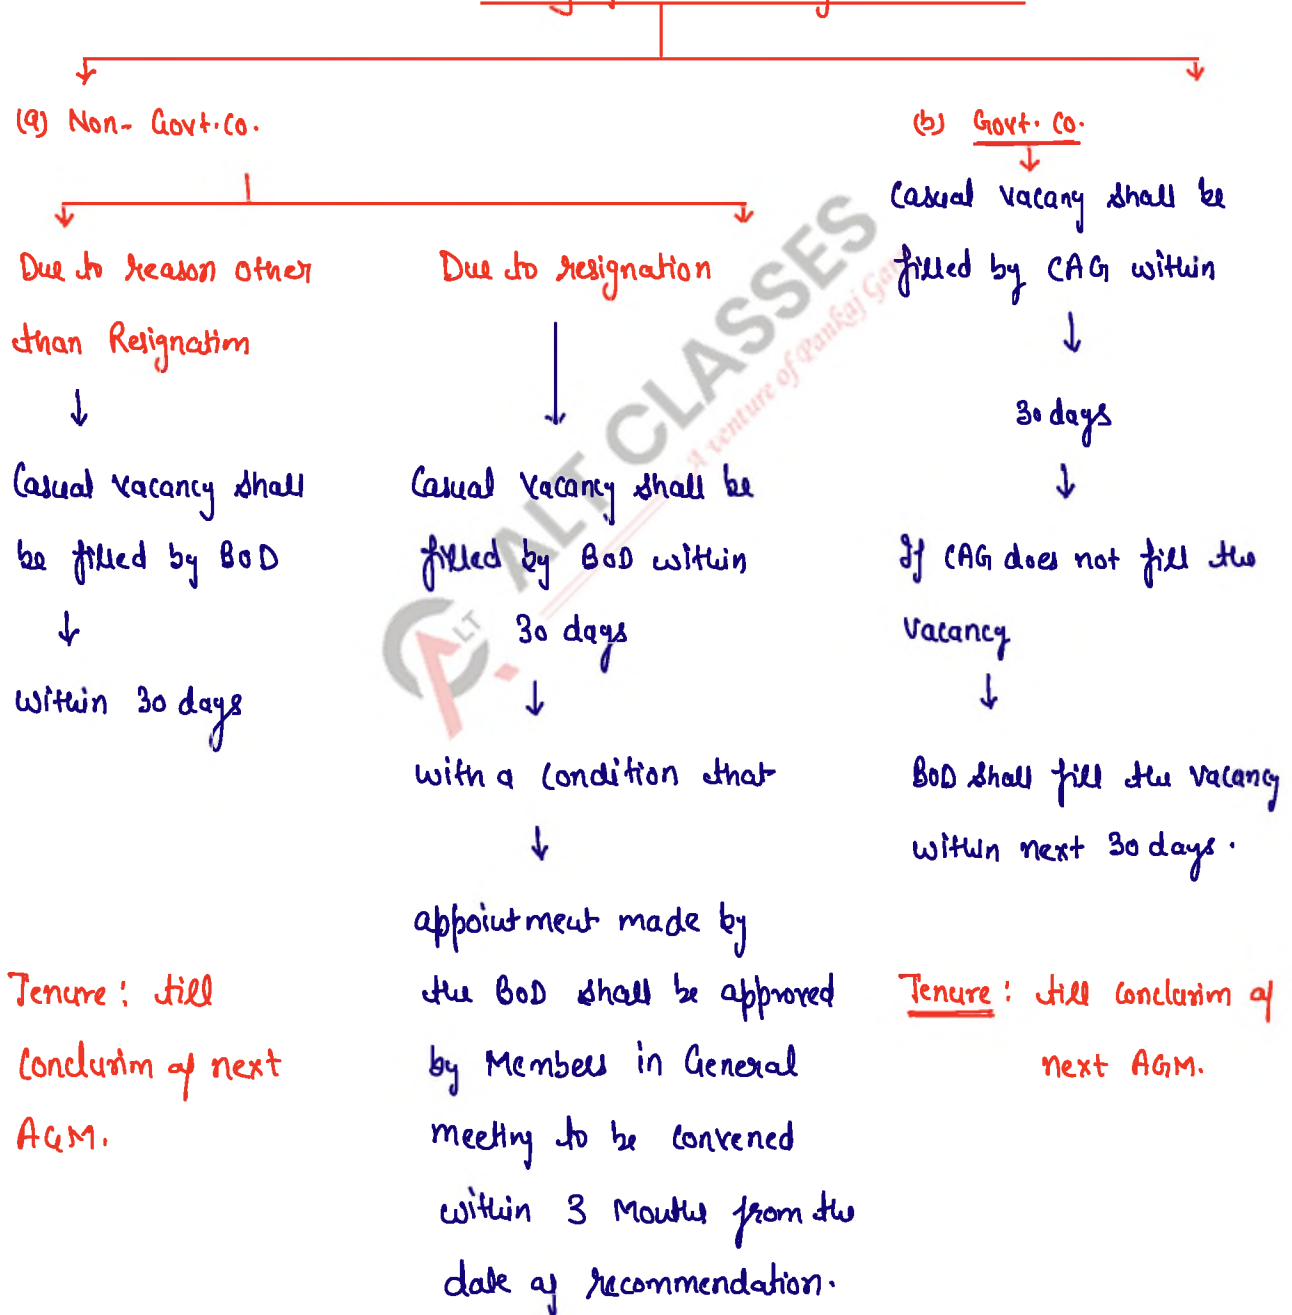 (a) Non-Govt.Co.
(b) Govt. Co.
Due to reason other
than Resignation
Due to resignation
Casual vacany shall be
filled by CAG within
30 days
If CAG does not fill the
vacancy
BoD shall fill the vacancy
within next 30 days.
Casual vacancy shall
be filled by BoD
within 30 days
Casual vacancy shall be
filled by BoD within
30 days
with a condition that
appointment made by
the BoD shall be approved
by Members in General
meeting to be convened
within 3 Months from the
date of recommendation.
Tenure: till
Conclusion of next
AGM.
Tenure: till conclusion of
next AGM.
ALT CLASSES
A venture of Pankaj
LT